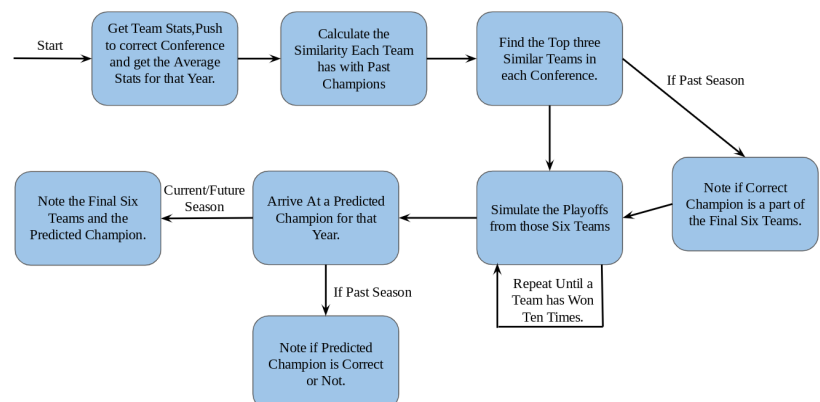 Start
Get Team Stats,Push
to correct Conference
and get the Average
Stats for that Year.
Calculate the
Similarity Each Team
has with Past
Champions
Find the Top three
Similar Teams in
each Conference.
If Past Season
Note if Correct
Champion is a part of
the Final Six Teams.
Simulate the Playoffs
from those Six Teams
Repeat Until a
Team has Won
Ten Times.
Arrive At a Predicted
Champion for that
Year.
Current/Future
Season
Note the Final Six
Teams and the
Predicted Champion.
If Past Season
Note if Predicted
Champion is Correct
or Not.